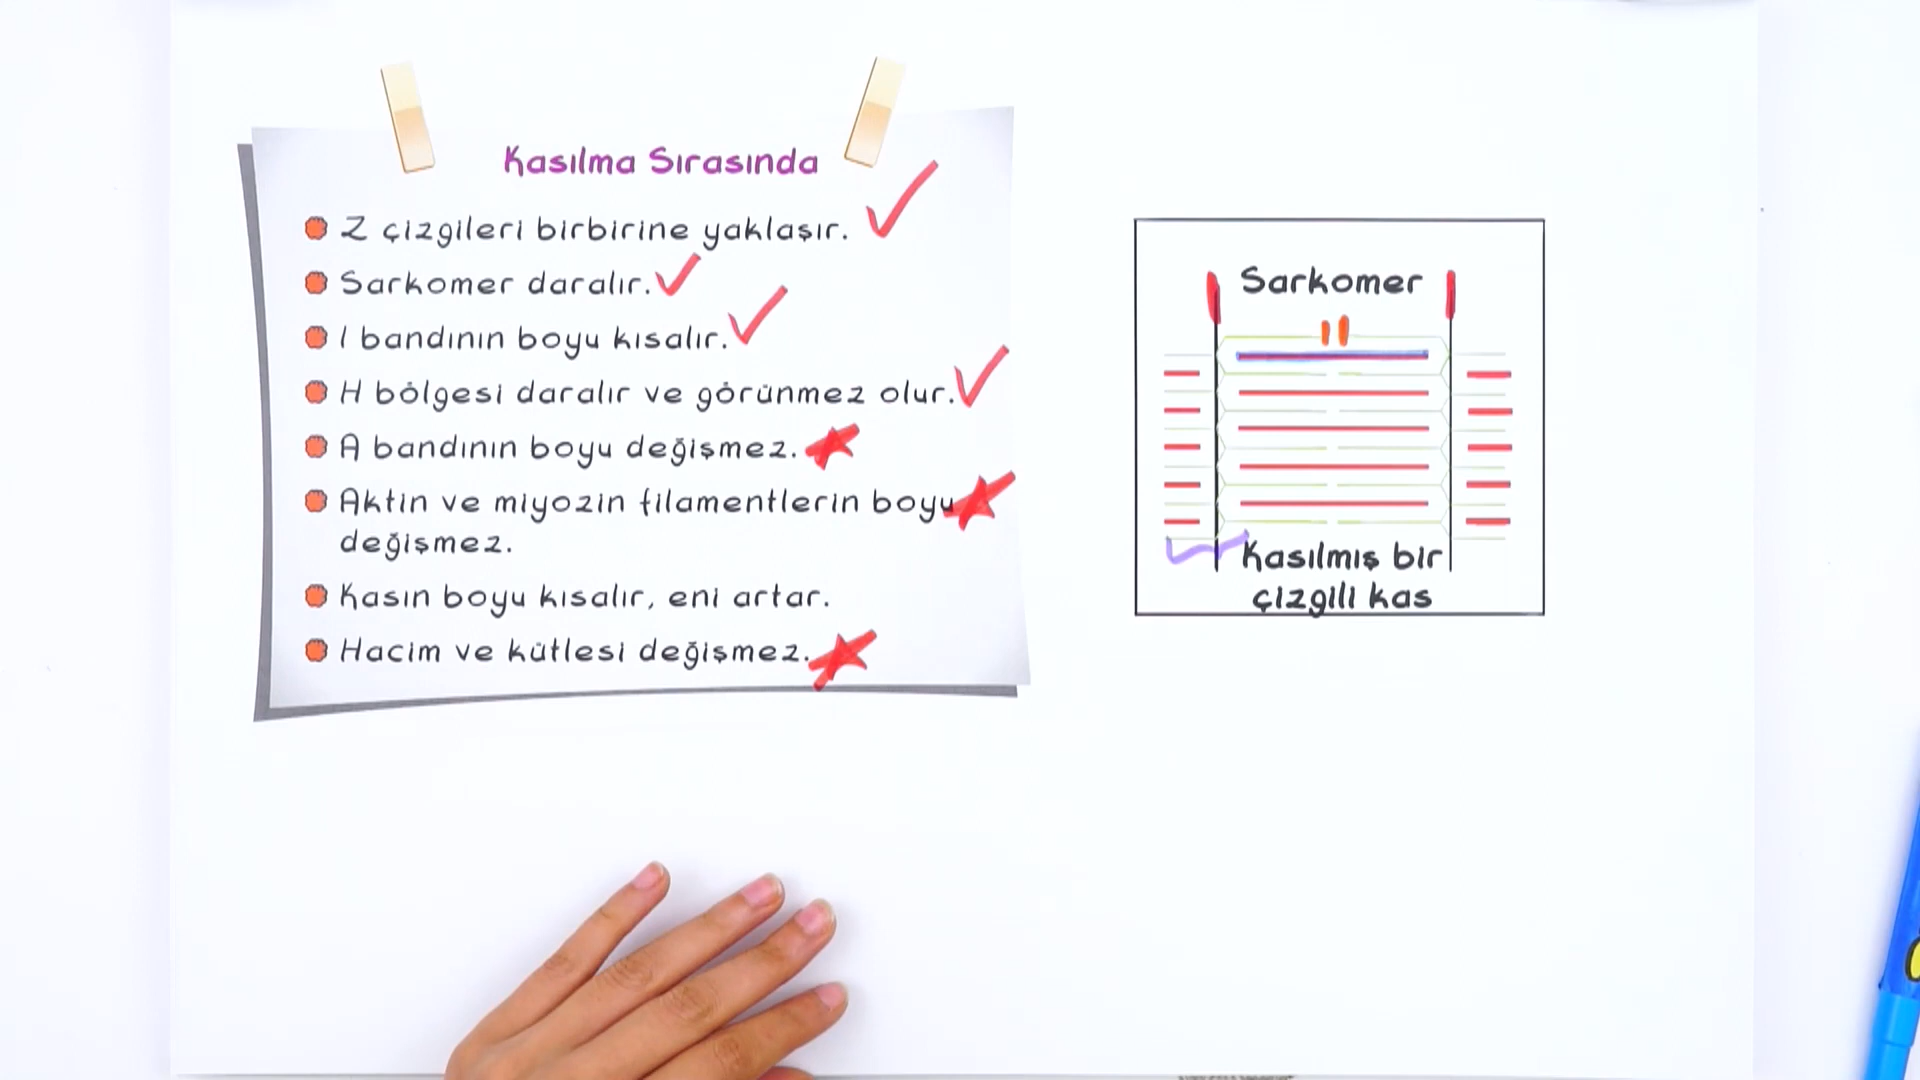 Kasılma Sırasında
Z çizgileri birbirine yaklaşır.
Sarkomer daralır.
I bandının boyu kısalır.
H bölgesi daralır ve görünmez olur.
A bandının boyu değişmez.
Aktin ve miyozin filamentlerin boyu
değişmez.
Kasın boyu kısalır, eni artar.
Hacim ve kütlesi değişmez.
Sarkomer
Kasılmış bir
çizgili kas